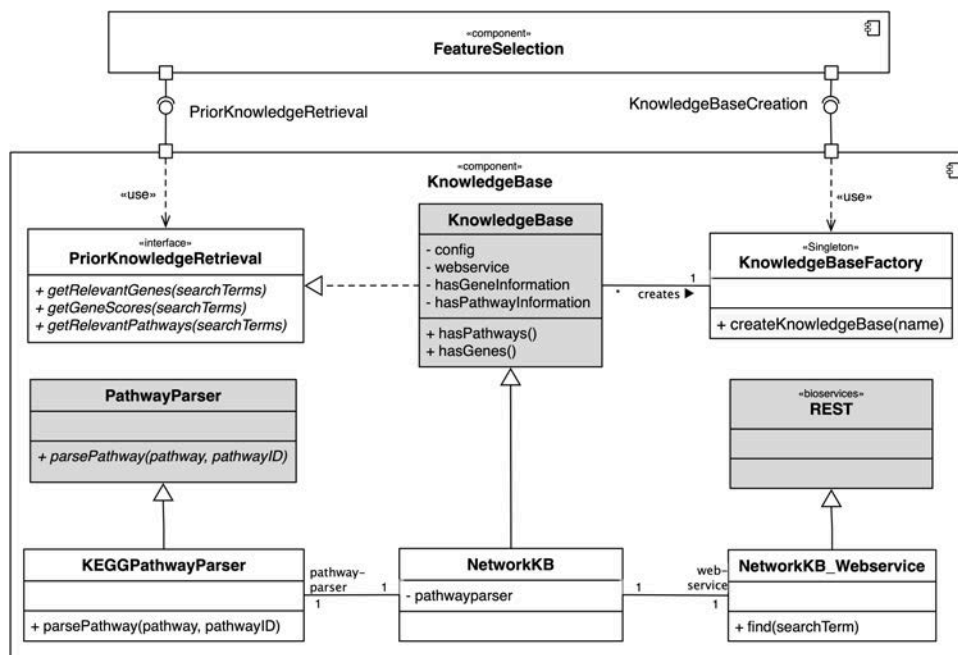 «component»
FeatureSelection
PriorKnowledgeRetrieval
KnowledgeBaseCreation
«component»
KnowledgeBase
«use»
«use»
«interface»
PriorKnowledgeRetrieval
+ getRelevantGenes(searchTerms)
+ getGeneScores(searchTerms)
+ getRelevantPathways(searchTerms)
KnowledgeBase
- config
- webservice
- hasGeneInformation
- hasPathwayInformation
+ hasPathways()
+ hasGenes()
* creates ▶ 1
«Singleton»
KnowledgeBaseFactory
+ createKnowledgeBase(name)
PathwayParser
+ parsePathway(pathway, pathwayID)
«bioservices»
REST
KEGGPathwayParser
+ parsePathway(pathway, pathwayID)
pathway-
parser
1 1
NetworkKB
- pathwayparser
web-
service
1 1
NetworkKB_Webservice
+ find(searchTerm)